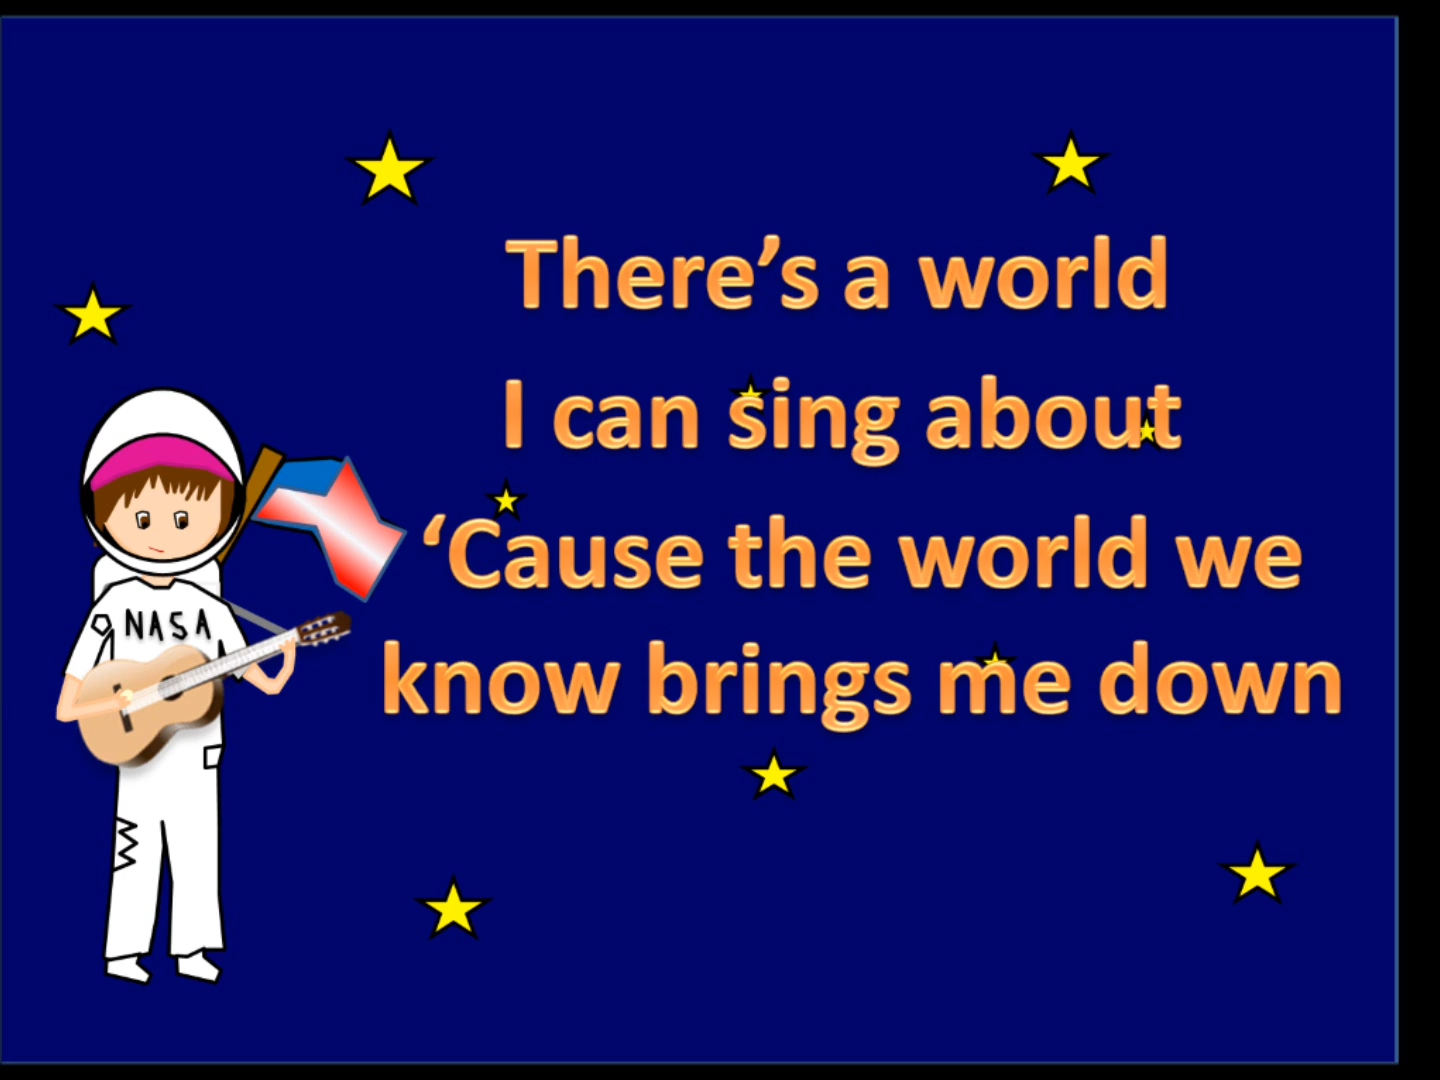 There’s a world
I can sing about
‘Cause the world we
know brings me down
NASA